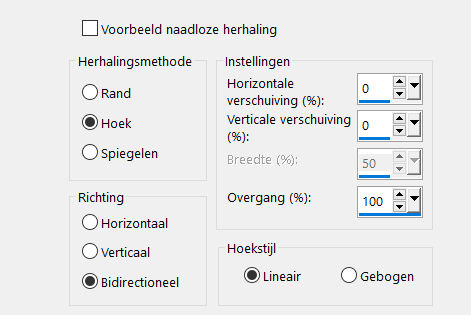 Voorbeeld naadloze herhaling
Herhalingsmethode
Rand
Hoek
Spiegelen
Richting
Horizontaal
Verticaal
Bidirectioneel
Instellingen
Horizontale
verschuiving (%):
0
Verticale verschuiving
(%):
0
Breedte (%):
50
Overgang (%):
100
Hoekstijl
Lineair
Gebogen